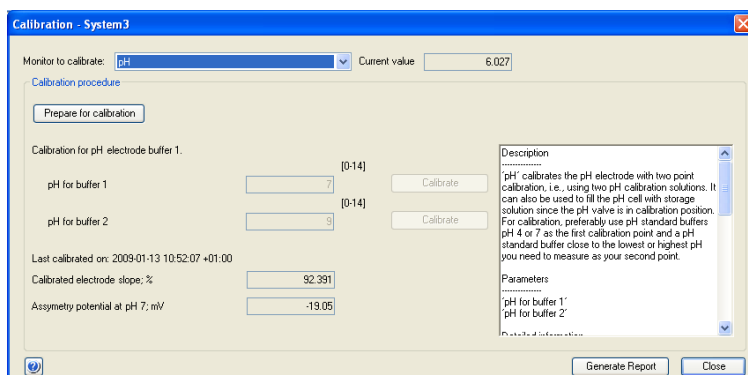 Calibration - System3
Monitor to calibrate: pH Current value 6.027
Calibration procedure
Prepare for calibration
Calibration for pH electrode buffer 1.
[0-14]
pH for buffer 1 7 Calibrate
[0-14]
pH for buffer 2 9 Calibrate
Last calibrated on: 2009-01-13 10:52:07 +01:00
Calibrated electrode slope; % 92.391
Assymetry potential at pH 7; mV -19.05
Description
---------------
'pH' calibrates the pH electrode with two point
calibration, i.e., using two pH calibration solutions. It
can also be used to fill the pH cell with storage
solution since the pH valve is in calibration position.
For calibration, preferably use pH standard buffers
pH 4 or 7 as the first calibration point and a pH
standard buffer close to the lowest or highest pH
you need to measure as your second point.
Parameters
---------------
'pH for buffer 1'
'pH for buffer 2'
Detailed information
Generate Report Close